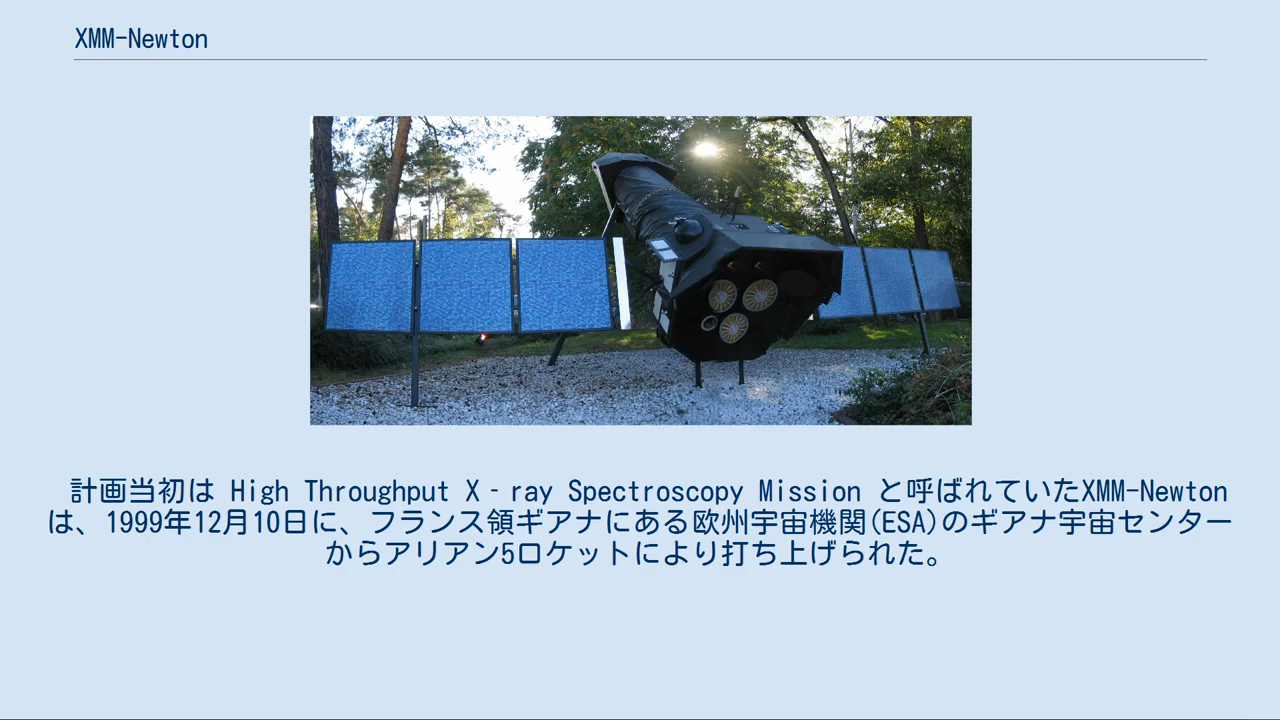 XMM-Newton
計画当初は High Throughput X‐ray Spectroscopy Mission と呼ばれていたXMM-Newton
は、1999年12月10日に、フランス領ギアナにある欧州宇宙機関(ESA)のギアナ宇宙センター
からアリアン5ロケットにより打ち上げられた。